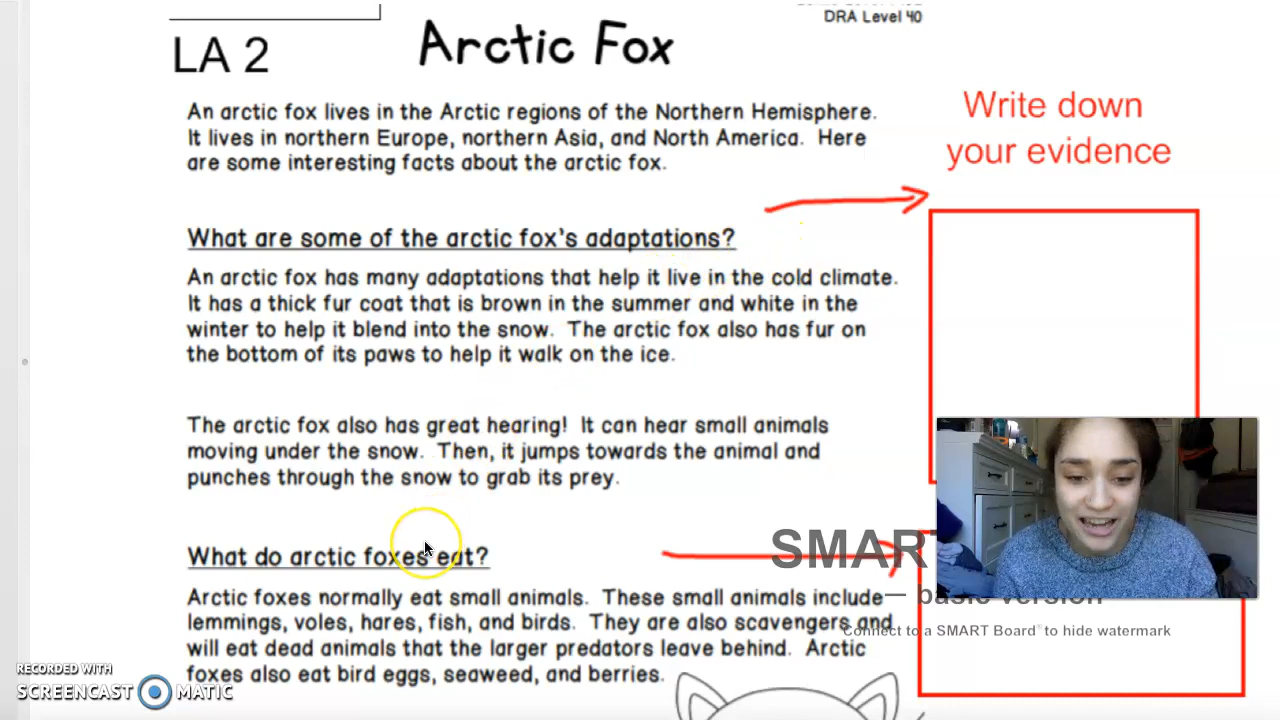 DRA Level 40
LA 2
Arctic Fox
An arctic fox lives in the Arctic regions of the Northern Hemisphere.
It lives in northern Europe, northern Asia, and North America. Here
are some interesting facts about the arctic fox.
Write down
your evidence
What are some of the arctic fox's adaptations?
An arctic fox has many adaptations that help it live in the cold climate.
It has a thick fur coat that is brown in the summer and white in the
winter to help it blend into the snow. The arctic fox also has fur on
the bottom of its paws to help it walk on the ice.
The arctic fox also has great hearing! It can hear small animals
moving under the snow. Then, it jumps towards the animal and
punches through the snow to grab its prey.
What do arctic foxes eat?
Arctic foxes normally eat small animals. These small animals include
lemmings, voles, hares, fish, and birds. They are also scavengers and
will eat dead animals that the larger predators leave behind. Arctic
foxes also eat bird eggs, seaweed, and berries.
SMART
— basic version
Connect to a SMART Board® to hide watermark
RECORDED WITH
SCREENCAST MATIC